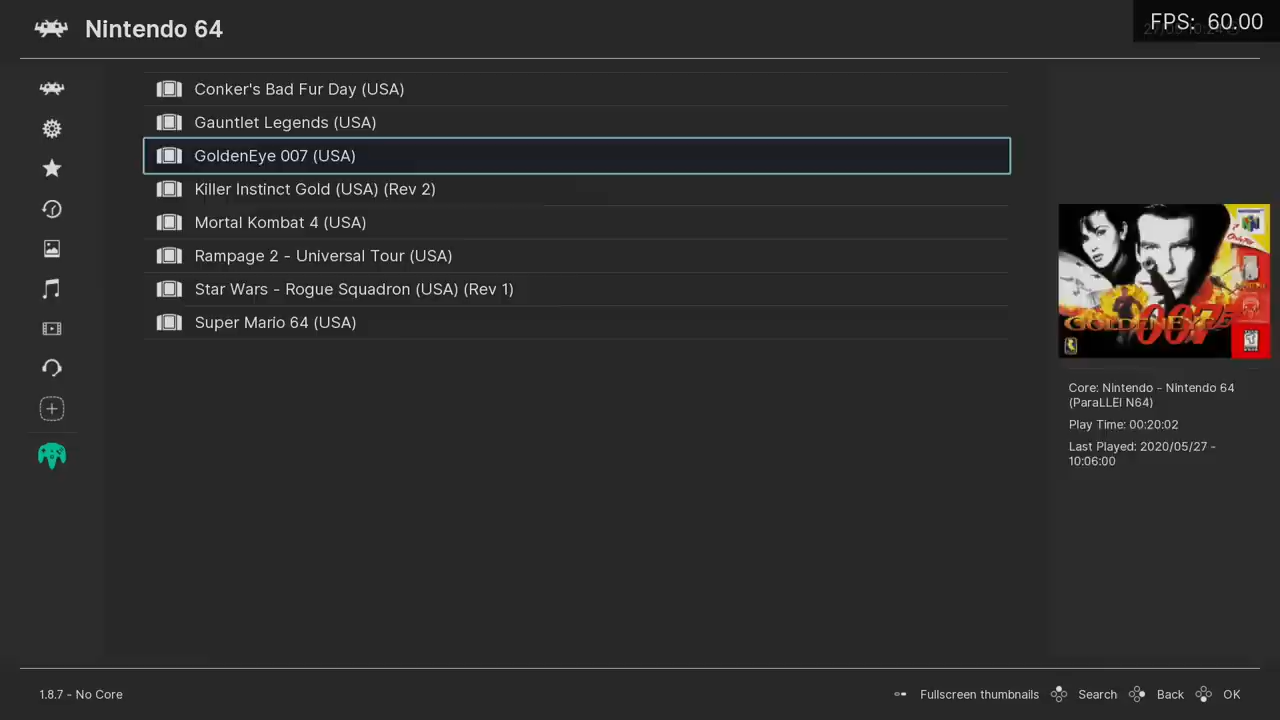 Nintendo 64
FPS: 60.00
Conker's Bad Fur Day (USA)
Gauntlet Legends (USA)
GoldenEye 007 (USA)
Killer Instinct Gold (USA) (Rev 2)
Mortal Kombat 4 (USA)
Rampage 2 - Universal Tour (USA)
Star Wars - Rogue Squadron (USA) (Rev 1)
Super Mario 64 (USA)
GOLDENEYE 007
Core: Nintendo - Nintendo 64
(ParaLLEl N64)
Play Time: 00:20:02
Last Played: 2020/05/27 -
10:06:00
1.8.7 - No Core
Fullscreen thumbnails
Search
Back
OK